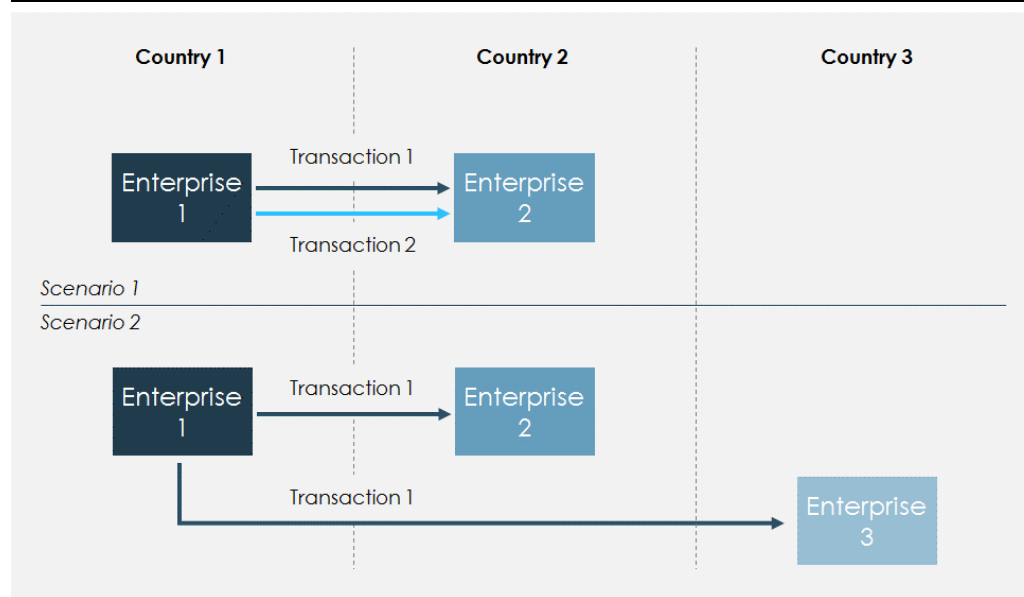 Country 1
Country 2
Country 3
Transaction 1
Enterprise
1
Enterprise
2
Transaction 2
Scenario 1
Scenario 2
Transaction 1
Enterprise
1
Enterprise
2
Transaction 1
Enterprise
3